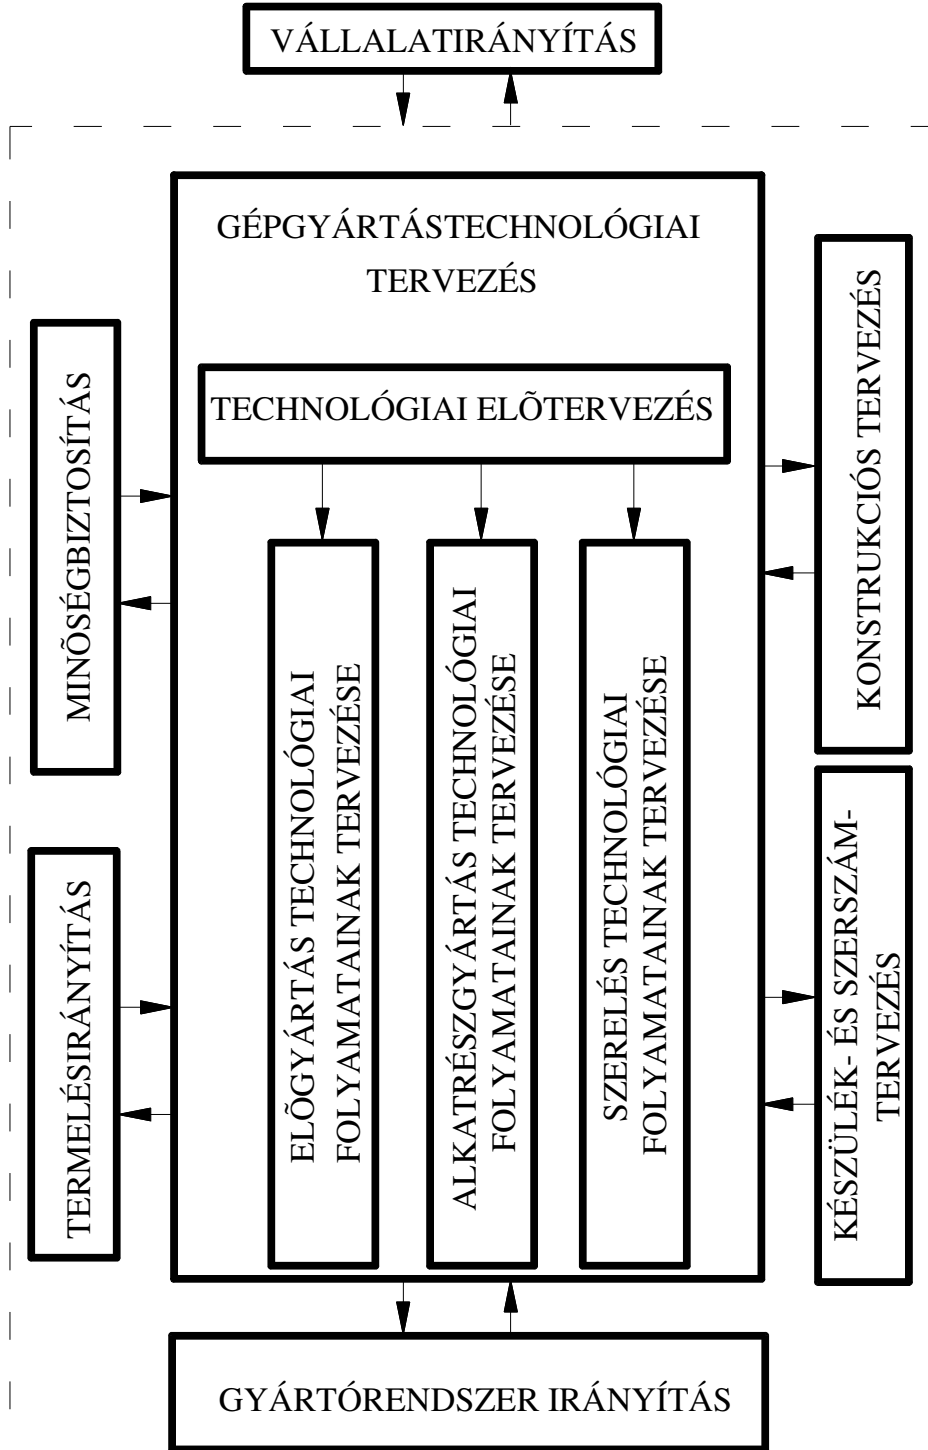 VÁLLALATIRÁNYÍTÁS
GÉPGYÁRTÁSTECHNOLÓGIAI
TERVEZÉS
TECHNOLÓGIAI ELÕTERVEZÉS
MINÕSÉGBIZTOSÍTÁS
TERMELÉSIRÁNYÍTÁS
ELÕGYÁRTÁS TECHNOLÓGIAI
FOLYAMATAINAK TERVEZÉSE
ALKATRÉSZGYÁRTÁS TECHNOLÓGIAI
FOLYAMATAINAK TERVEZÉSE
SZERELÉS TECHNOLÓGIAI
FOLYAMATAINAK TERVEZÉSE
KONSTRUKCIÓS TERVEZÉS
KÉSZÜLÉK- ÉS SZERSZÁM-
TERVEZÉS
GYÁRTÓRENDSZER IRÁNYÍTÁS